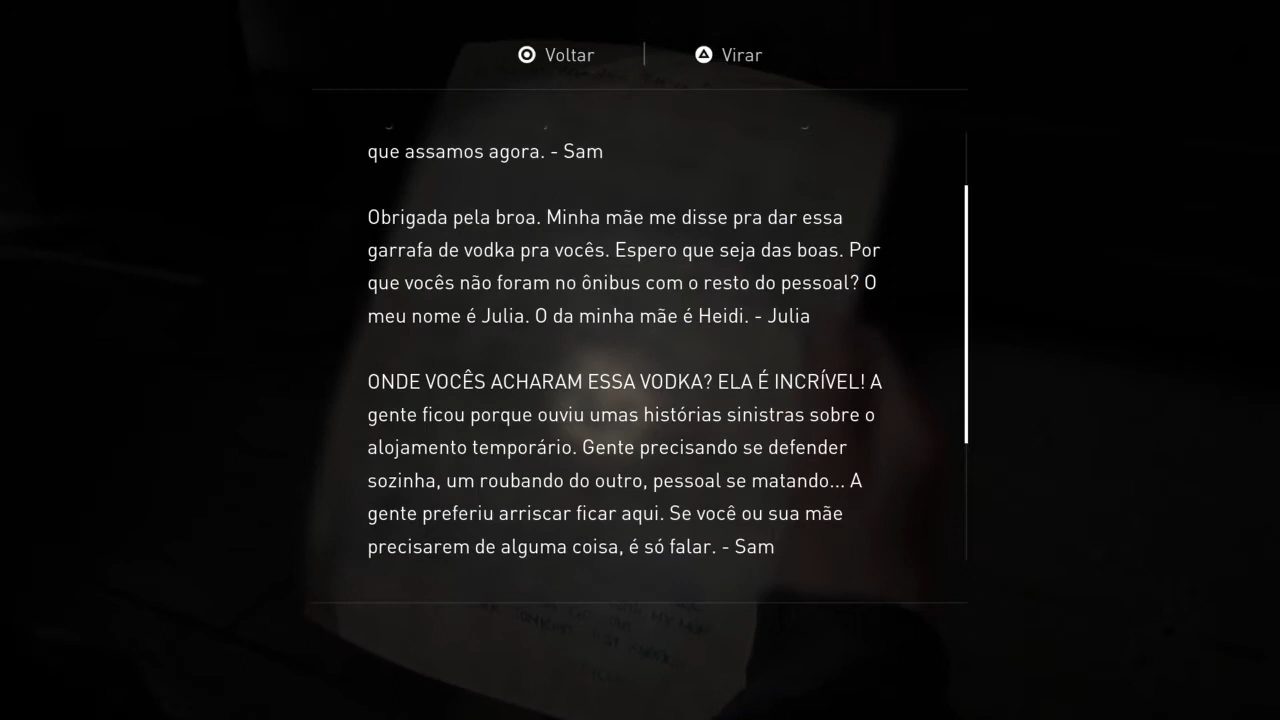 Voltar
Virar
que assamos agora. - Sam
Obrigada pela broa. Minha mãe me disse pra dar essa
garrafa de vodka pra vocês. Espero que seja das boas. Por
que vocês não foram no ônibus com o resto do pessoal? O
meu nome é Julia. O da minha mãe é Heidi. - Julia
ONDE VOCÊS ACHARAM ESSA VODKA? ELA É INCRÍVEL! A
gente ficou porque ouviu umas histórias sinistras sobre o
alojamento temporário. Gente precisando se defender
sozinha, um roubando do outro, pessoal se matando... A
gente preferiu arriscar ficar aqui. Se você ou sua mãe
precisarem de alguma coisa, é só falar. - Sam